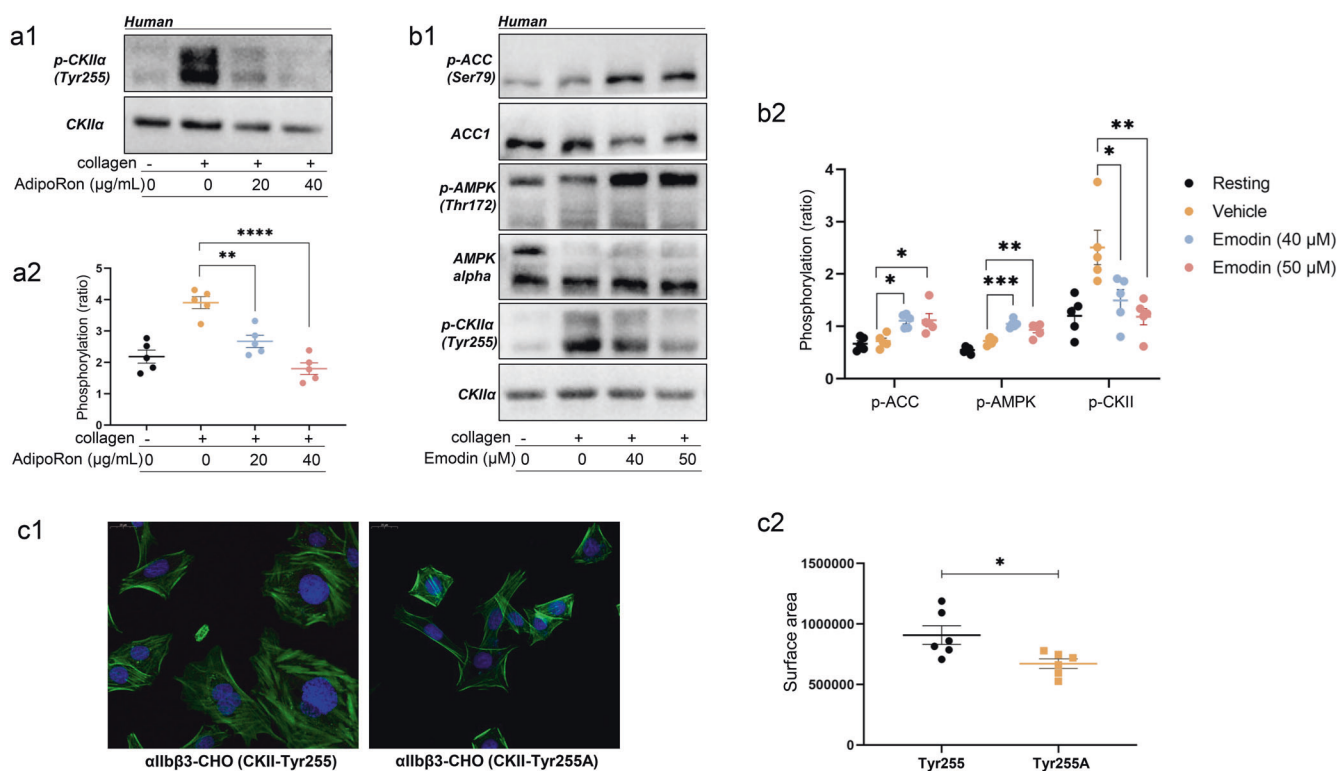 a1
Human
p-CKIIα
(Tyr255)
CKIIα
collagen - + + +
AdipoRon (μg/mL) 0 0 20 40
a2
Phosphorylation (ratio)
5
4
3
2
1
0
****
**
collagen - + + +
AdipoRon (μg/mL) 0 0 20 40
b1
Human
p-ACC
(Ser79)
ACC1
p-AMPK
(Thr172)
AMPK
alpha
p-CKIIα
(Tyr255)
CKIIα
collagen - + + +
Emodin (μM) 0 0 40 50
b2
Phosphorylation (ratio)
4
3
2
1
0
*
*
**
***
**
*
p-ACC p-AMPK p-CKII
Resting
Vehicle
Emodin (40 μM)
Emodin (50 μM)
c1
αIIbβ3-CHO (CKII-Tyr255)
αIIbβ3-CHO (CKII-Tyr255A)
c2
Surface area
1500000
1000000
500000
0
*
Tyr255 Tyr255A